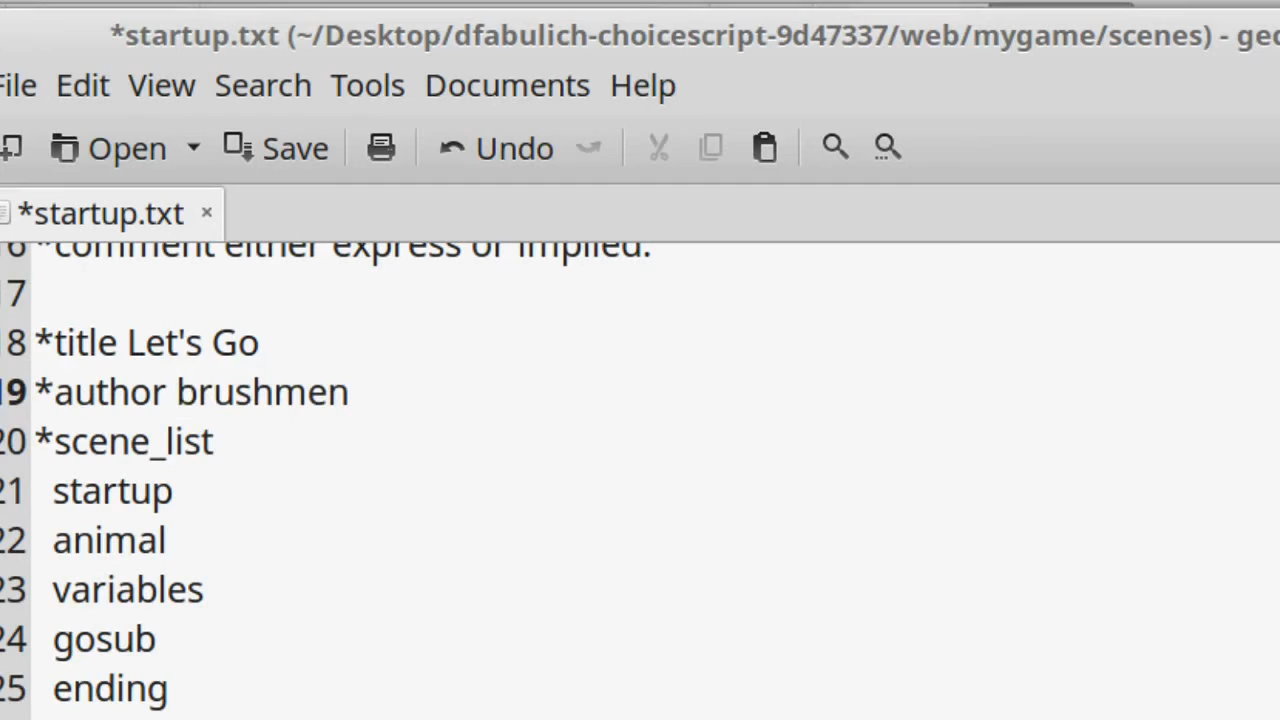 *startup.txt (~/Desktop/dfabulich-choicescript-9d47337/web/mygame/scenes) - ged
File Edit View Search Tools Documents Help
Open Save Undo
*startup.txt ×
16 *comment either express or implied.
17
18 *title Let's Go
19 *author brushmen
20 *scene_list
21 startup
22 animal
23 variables
24 gosub
25 ending